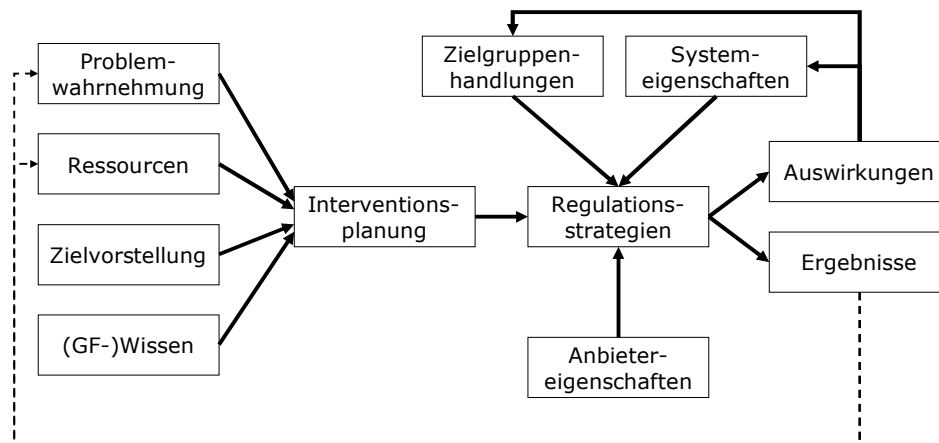 Problem-
wahrnehmung
Ressourcen
Zielvorstellung
(GF-)Wissen
Interventions-
planung
Zielgruppen-
handlungen
System-
eigenschaften
Regulations-
strategien
Anbieter-
eigenschaften
Auswirkungen
Ergebnisse